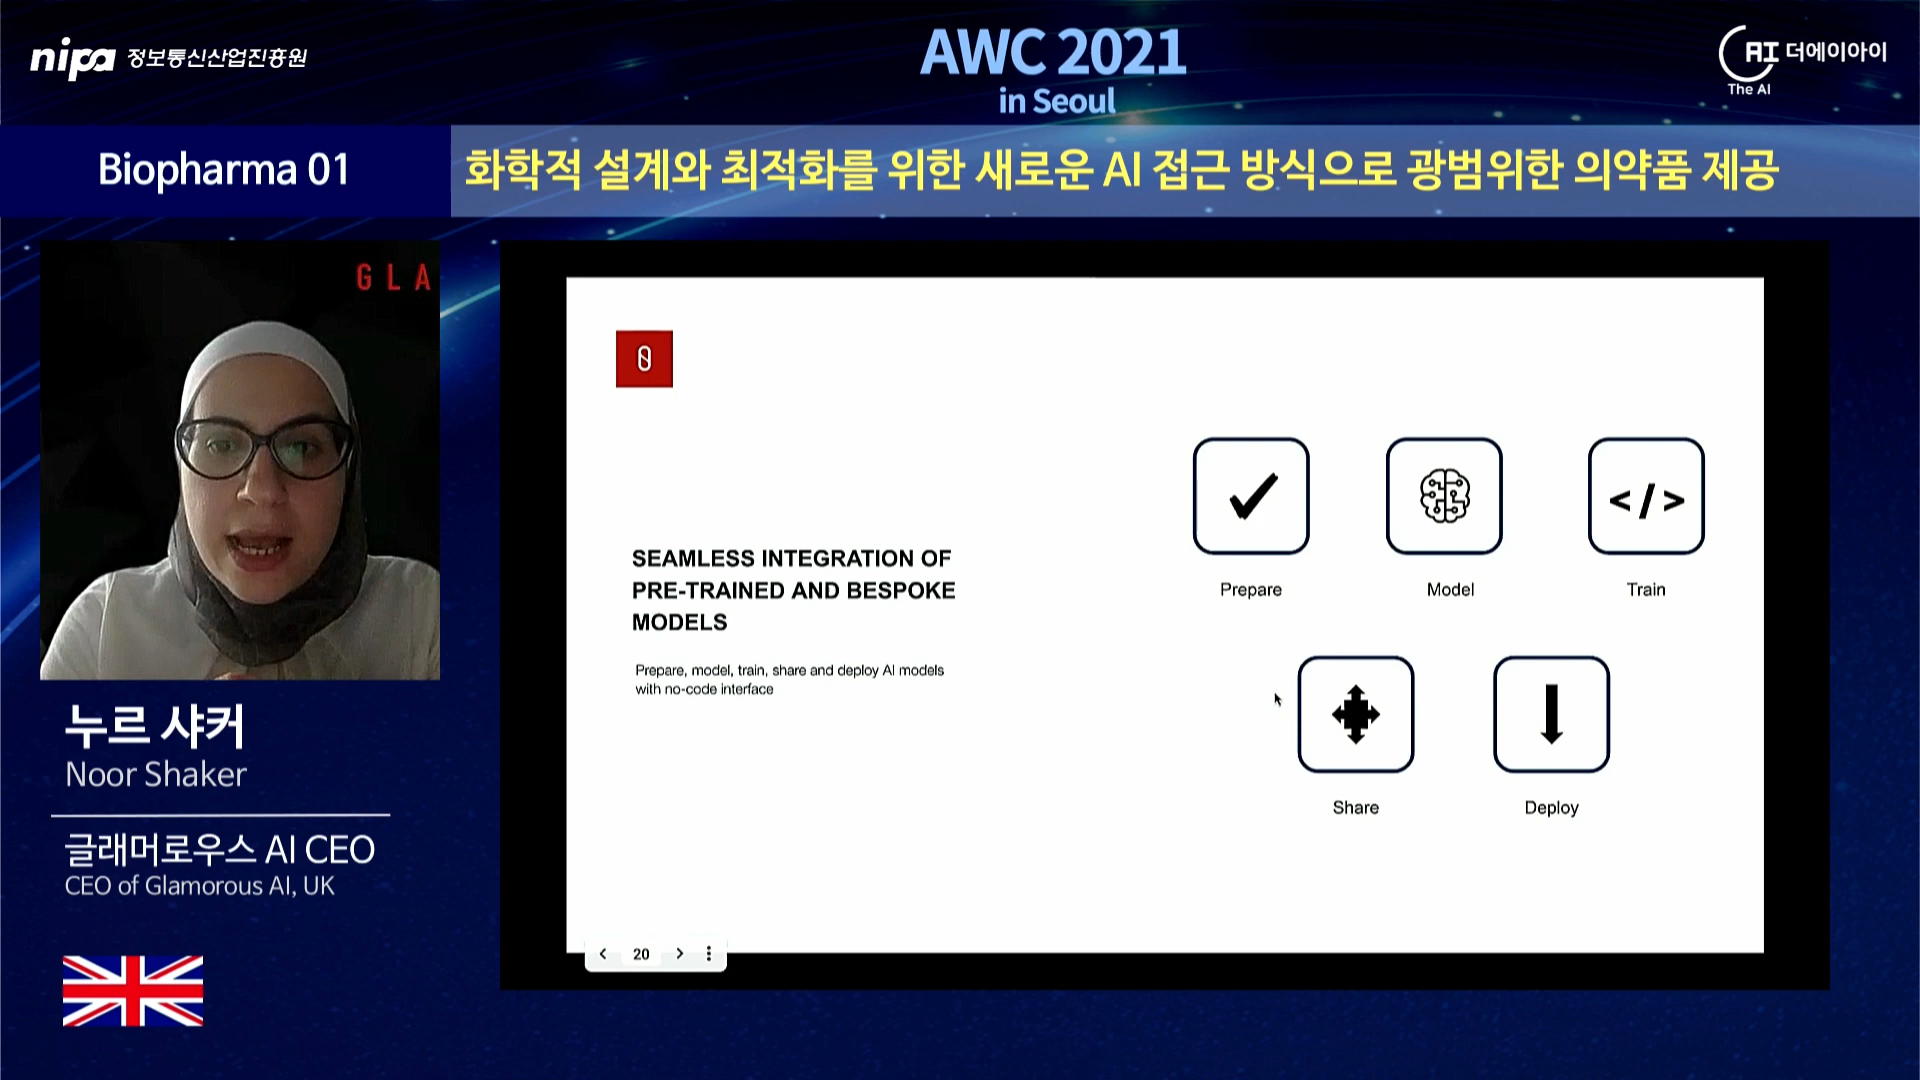 nipa 정보통신산업진흥원
AWC 2021
in Seoul
AI 더에이아이
The AI
Biopharma 01
화학적 설계와 최적화를 위한 새로운 AI 접근 방식으로 광범위한 의약품 제공
G L A
누르 샤커
Noor Shaker
글래머로우스 AI CEO
CEO of Glamorous AI, UK
SEAMLESS INTEGRATION OF
PRE-TRAINED AND BESPOKE
MODELS
Prepare, model, train, share and deploy AI models
with no-code interface
</>
Prepare
Model
Train
Share
Deploy
20